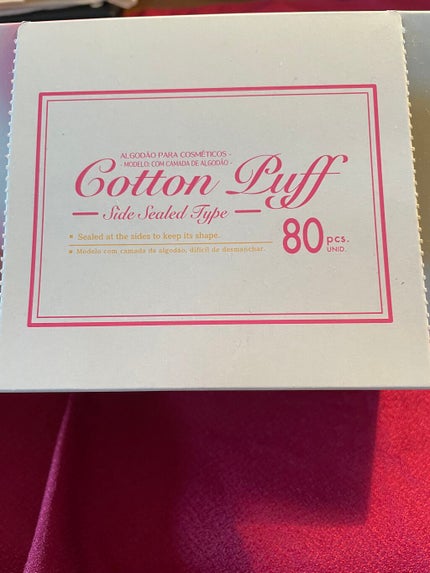 ALGODÃO PARA COSMÉTICOS -
- MODELO: COM CAMADA DE ALGODÃO -
Cotton Puff
Side Sealed Type
Sealed at the sides to keep its shape.
Modelo com camada de algodão, difícil de desmanchar.
80 pcs.
UNID.